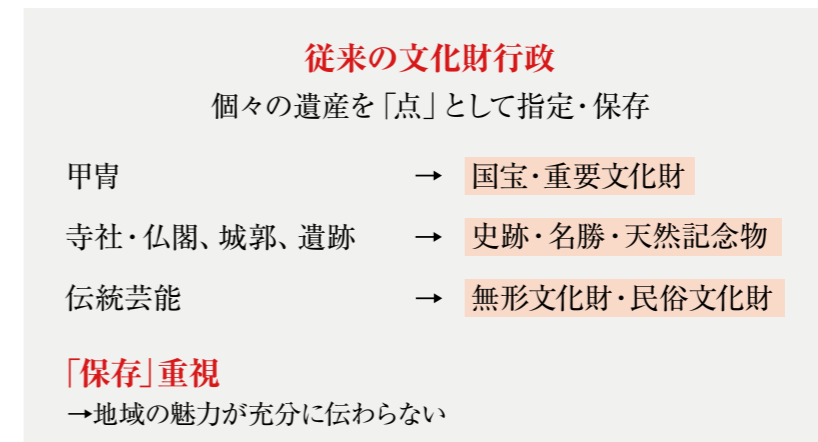 従来の文化財行政
個々の遺産を「点」として指定・保存
甲冑 → 国宝・重要文化財
寺社・仏閣、城郭、遺跡 → 史跡・名勝・天然記念物
伝統芸能 → 無形文化財・民俗文化財
「保存」重視
→地域の魅力が充分に伝わらない